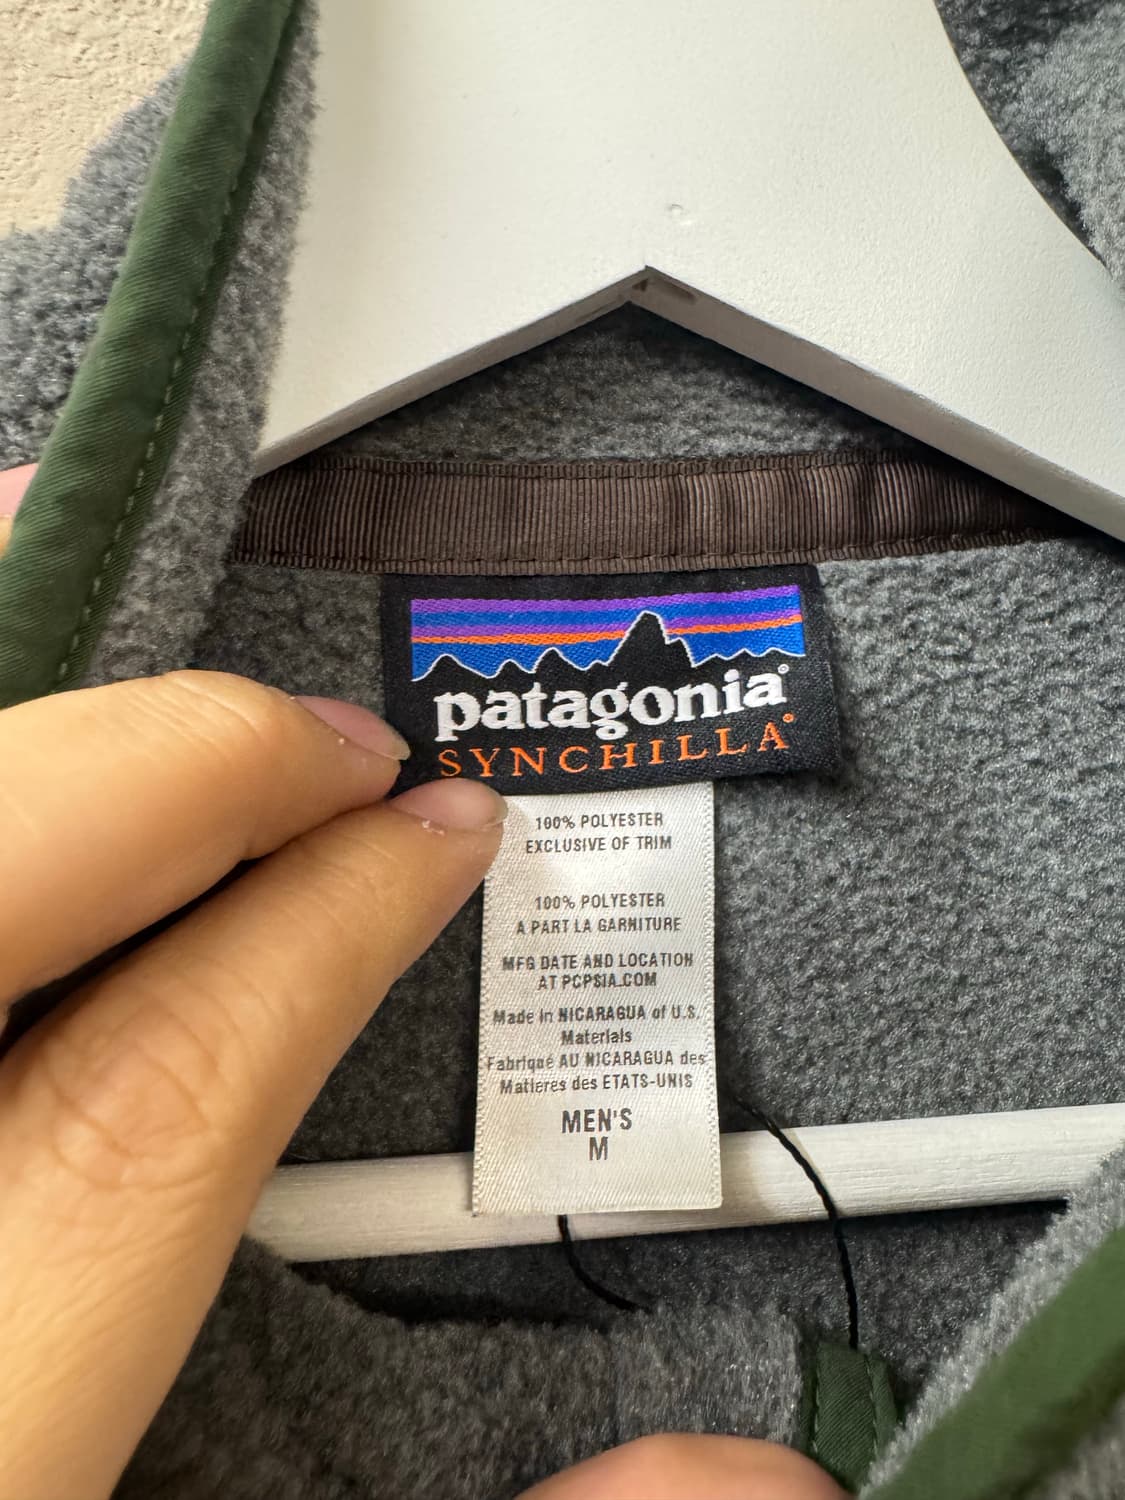 patagonia®
SYNCHILLA®
100% POLYESTER
EXCLUSIVE OF TRIM
100% POLYESTER
A PART LA GARNITURE
MFG DATE AND LOCATION
AT PCPSIA.COM
Made in NICARAGUA of U.S.
Materials
Fabriqué AU NICARAGUA des
Matieres des ETATS-UNIS
MEN'S
M